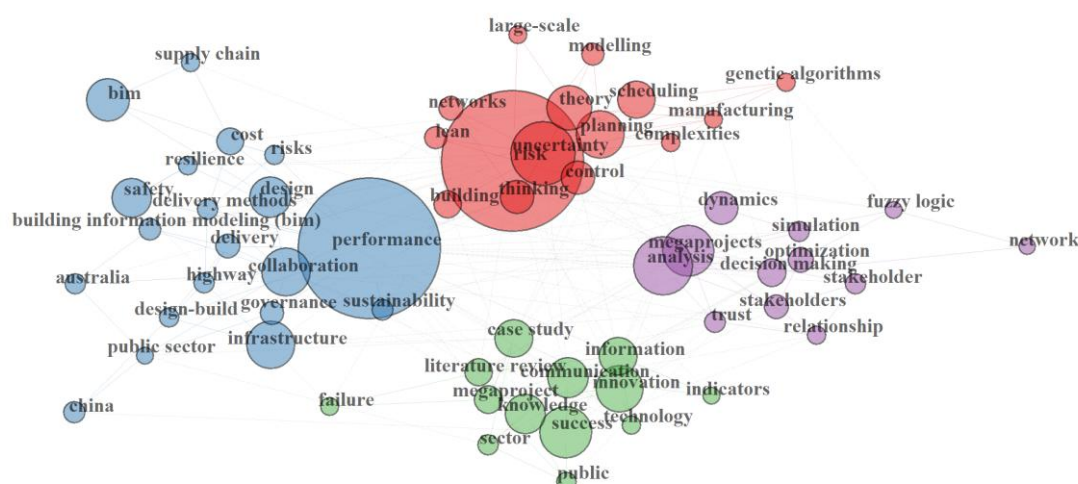 large-scale
modelling
supply chain
genetic algorithms
bim
networks
theory
scheduling
manufacturing
cost
lean
planning
complexities
uncertainty
risks
risk
resilience
control
safety
design
building
thinking
delivery methods
dynamics
fuzzy logic
building information modeling (bim)
simulation
delivery
performance
megaprojects
network
optimization
analysis
decision making
collaboration
australia
highway
stakeholder
design-build
governance
sustainability
stakeholders
trust
infrastructure
case study
relationship
public sector
information
literature review
communication
innovation
megaproject
indicators
failure
knowledge
china
success
technology
sector
public